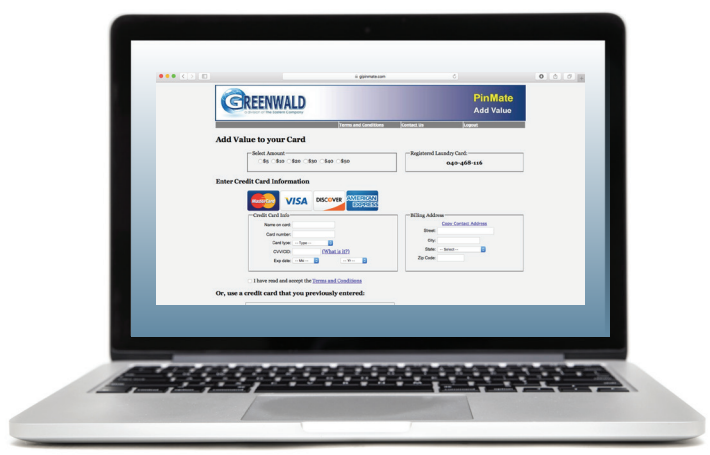 gipinmate.com
GREENWALD
a division of The Eastern Company
PinMate
Add Value
Terms and Conditions Contact Us Logout
Add Value to your Card
Select Amount
$5 $10 $20 $30 $40 $50
Registered Laundry Card:
040-468-116
Enter Credit Card Information
MasterCard VISA DISCOVER AMERICAN EXPRESS
Credit Card Info
Name on card:
Card number:
Card type: -- Type --
CVV/CID: (What is it?)
Exp date: -- Mo -- -- Yr --
Billing Address
Copy Contact Address
Street:
City:
State: -- Select --
Zip Code:
I have read and accept the Terms and Conditions
Or, use a credit card that you previously entered: